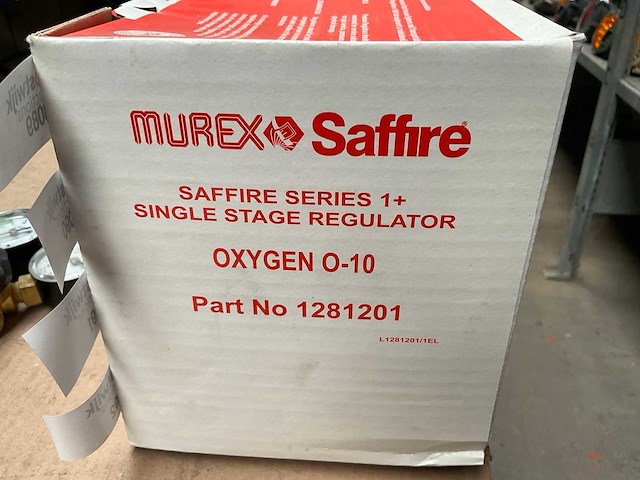 MUREX Saffire®
SAFFIRE SERIES 1+
SINGLE STAGE REGULATOR
OXYGEN O-10
Part No 1281201
L1281201/1EL